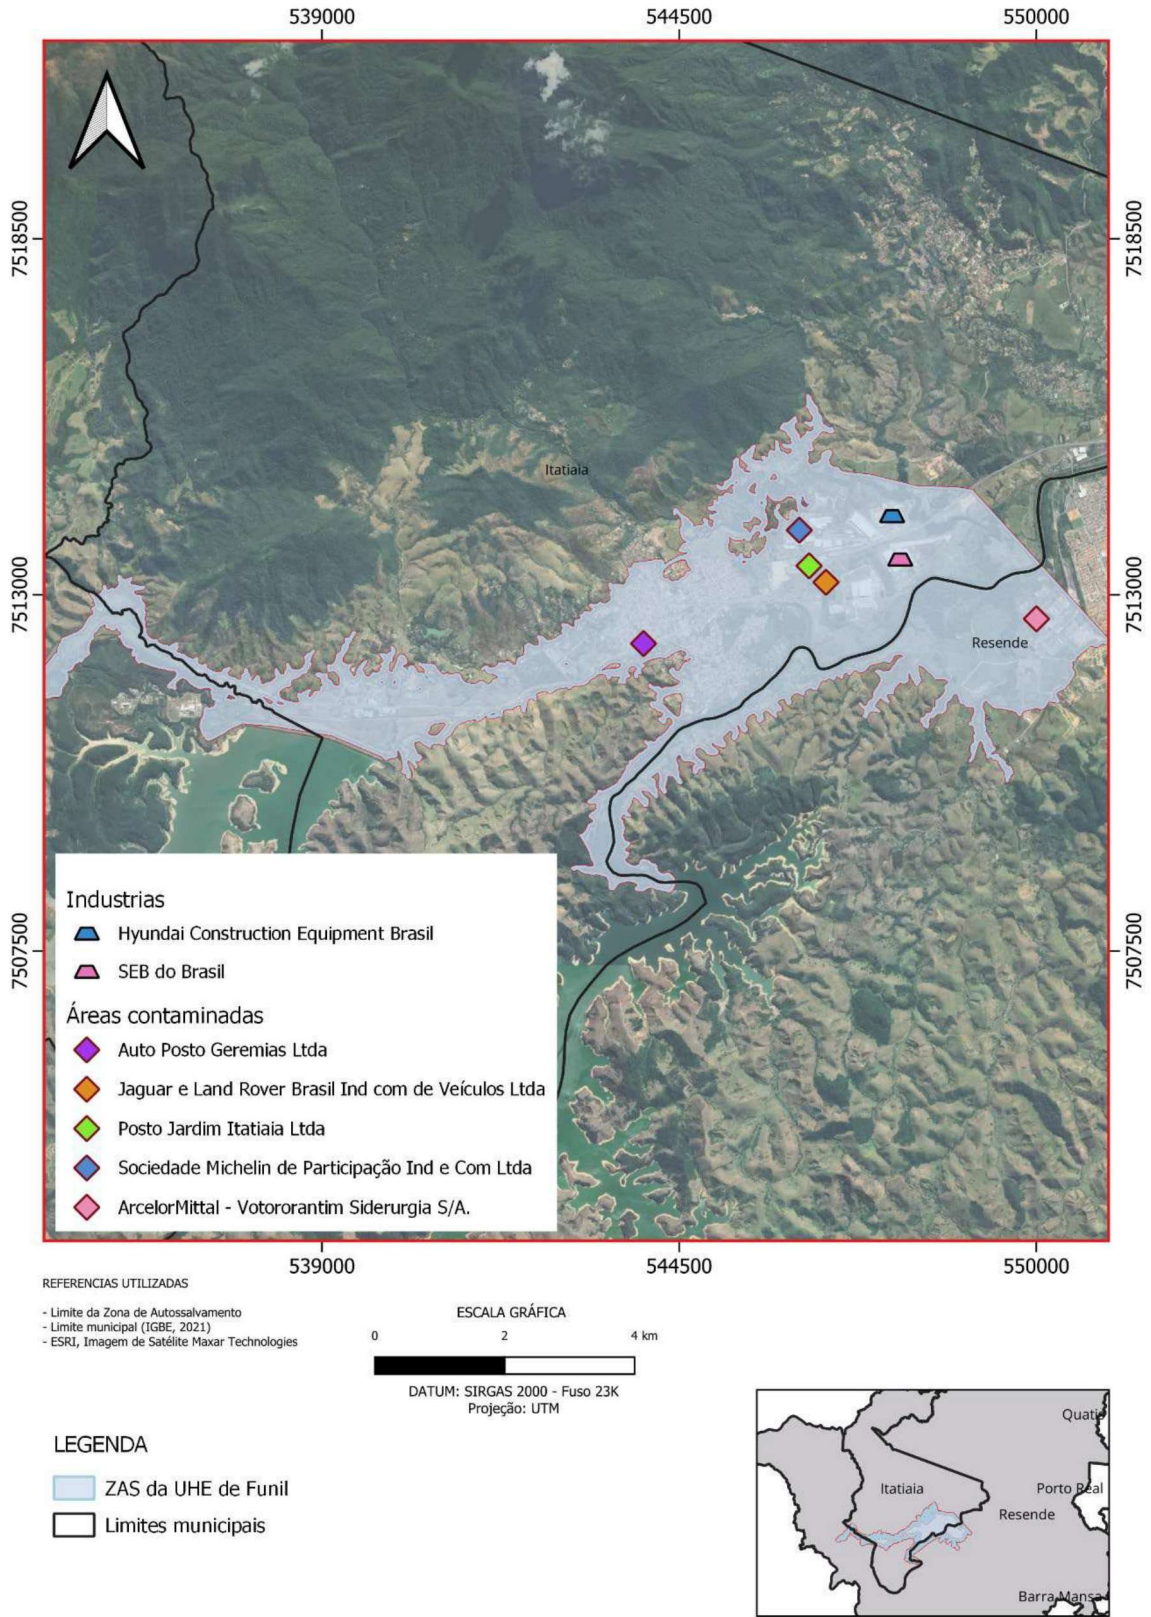 539000
544500
550000
7518500
7518500
Itatiaia
7513000
7513000
Resende
7507500
7507500
Industrias
Hyundai Construction Equipment Brasil
SEB do Brasil
Áreas contaminadas
Auto Posto Geremias Ltda
Jaguar e Land Rover Brasil Ind com de Veículos Ltda
Posto Jardim Itatiaia Ltda
Sociedade Michelin de Participação Ind e Com Ltda
ArcelorMittal - Votororantim Siderurgia S/A.
539000
544500
550000
REFERENCIAS UTILIZADAS
- Limite da Zona de Autossalvamento
- Limite municipal (IGBE, 2021)
- ESRI, Imagem de Satélite Maxar Technologies
ESCALA GRÁFICA
0 2 4 km
DATUM: SIRGAS 2000 - Fuso 23K
Projeção: UTM
LEGENDA
ZAS da UHE de Funil
Limites municipais
Quatis
Itatiaia
Porto Real
Resende
Barra Mansa